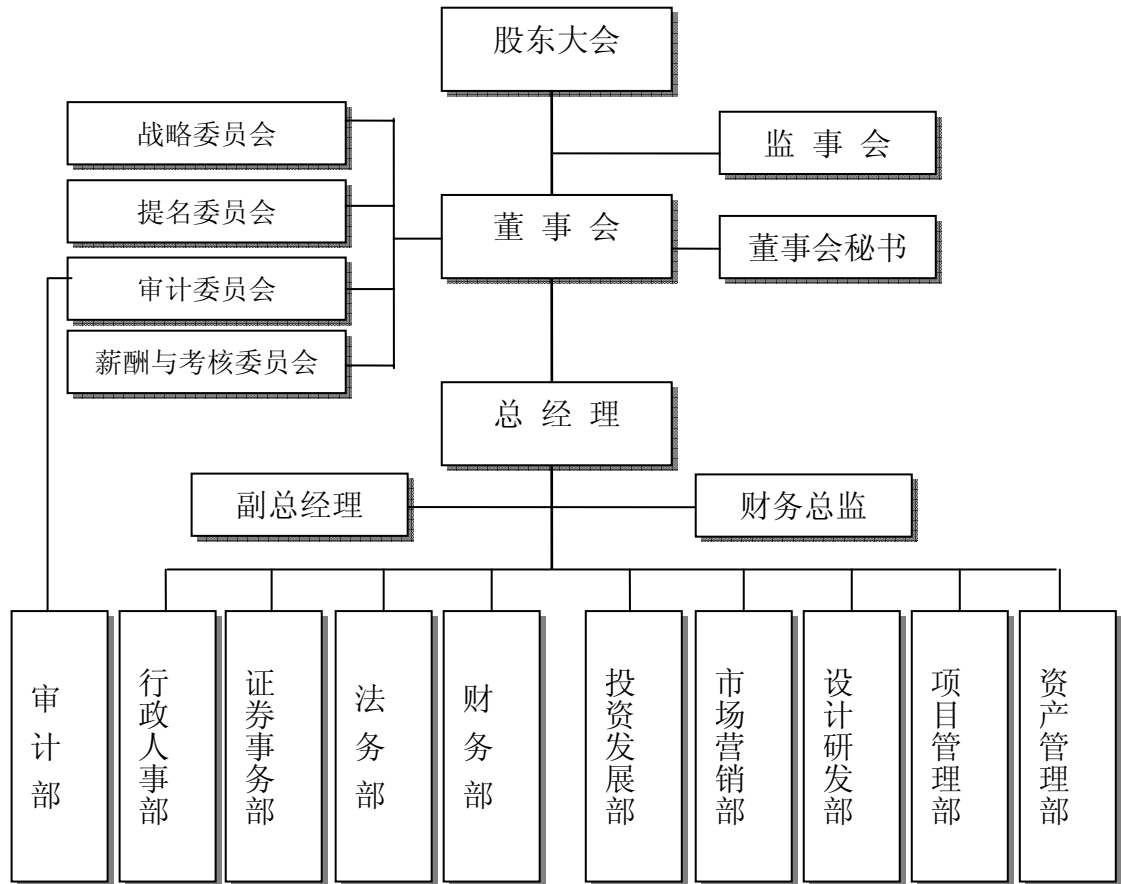 股东大会
战略委员会
监 事 会
提名委员会
董 事 会
董事会秘书
审计委员会
薪酬与考核委员会
总 经 理
副总经理
财务总监
审计部
行政人事部
证券事务部
法务部
财务部
投资发展部
市场营销部
设计研发部
项目管理部
资产管理部